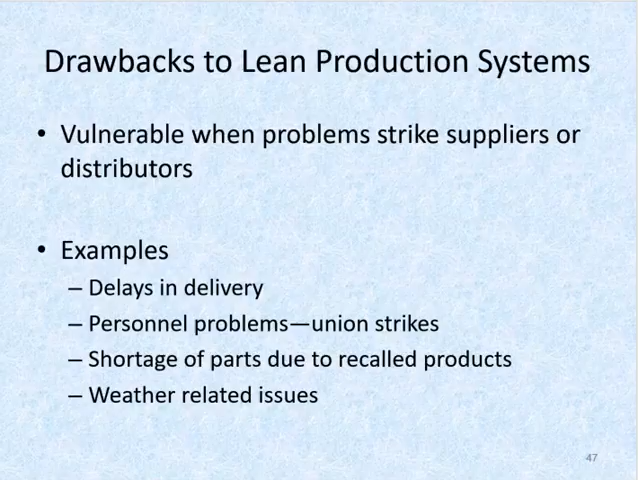 Drawbacks to Lean Production Systems
• Vulnerable when problems strike suppliers or
distributors
• Examples
– Delays in delivery
– Personnel problems—union strikes
– Shortage of parts due to recalled products
– Weather related issues
47